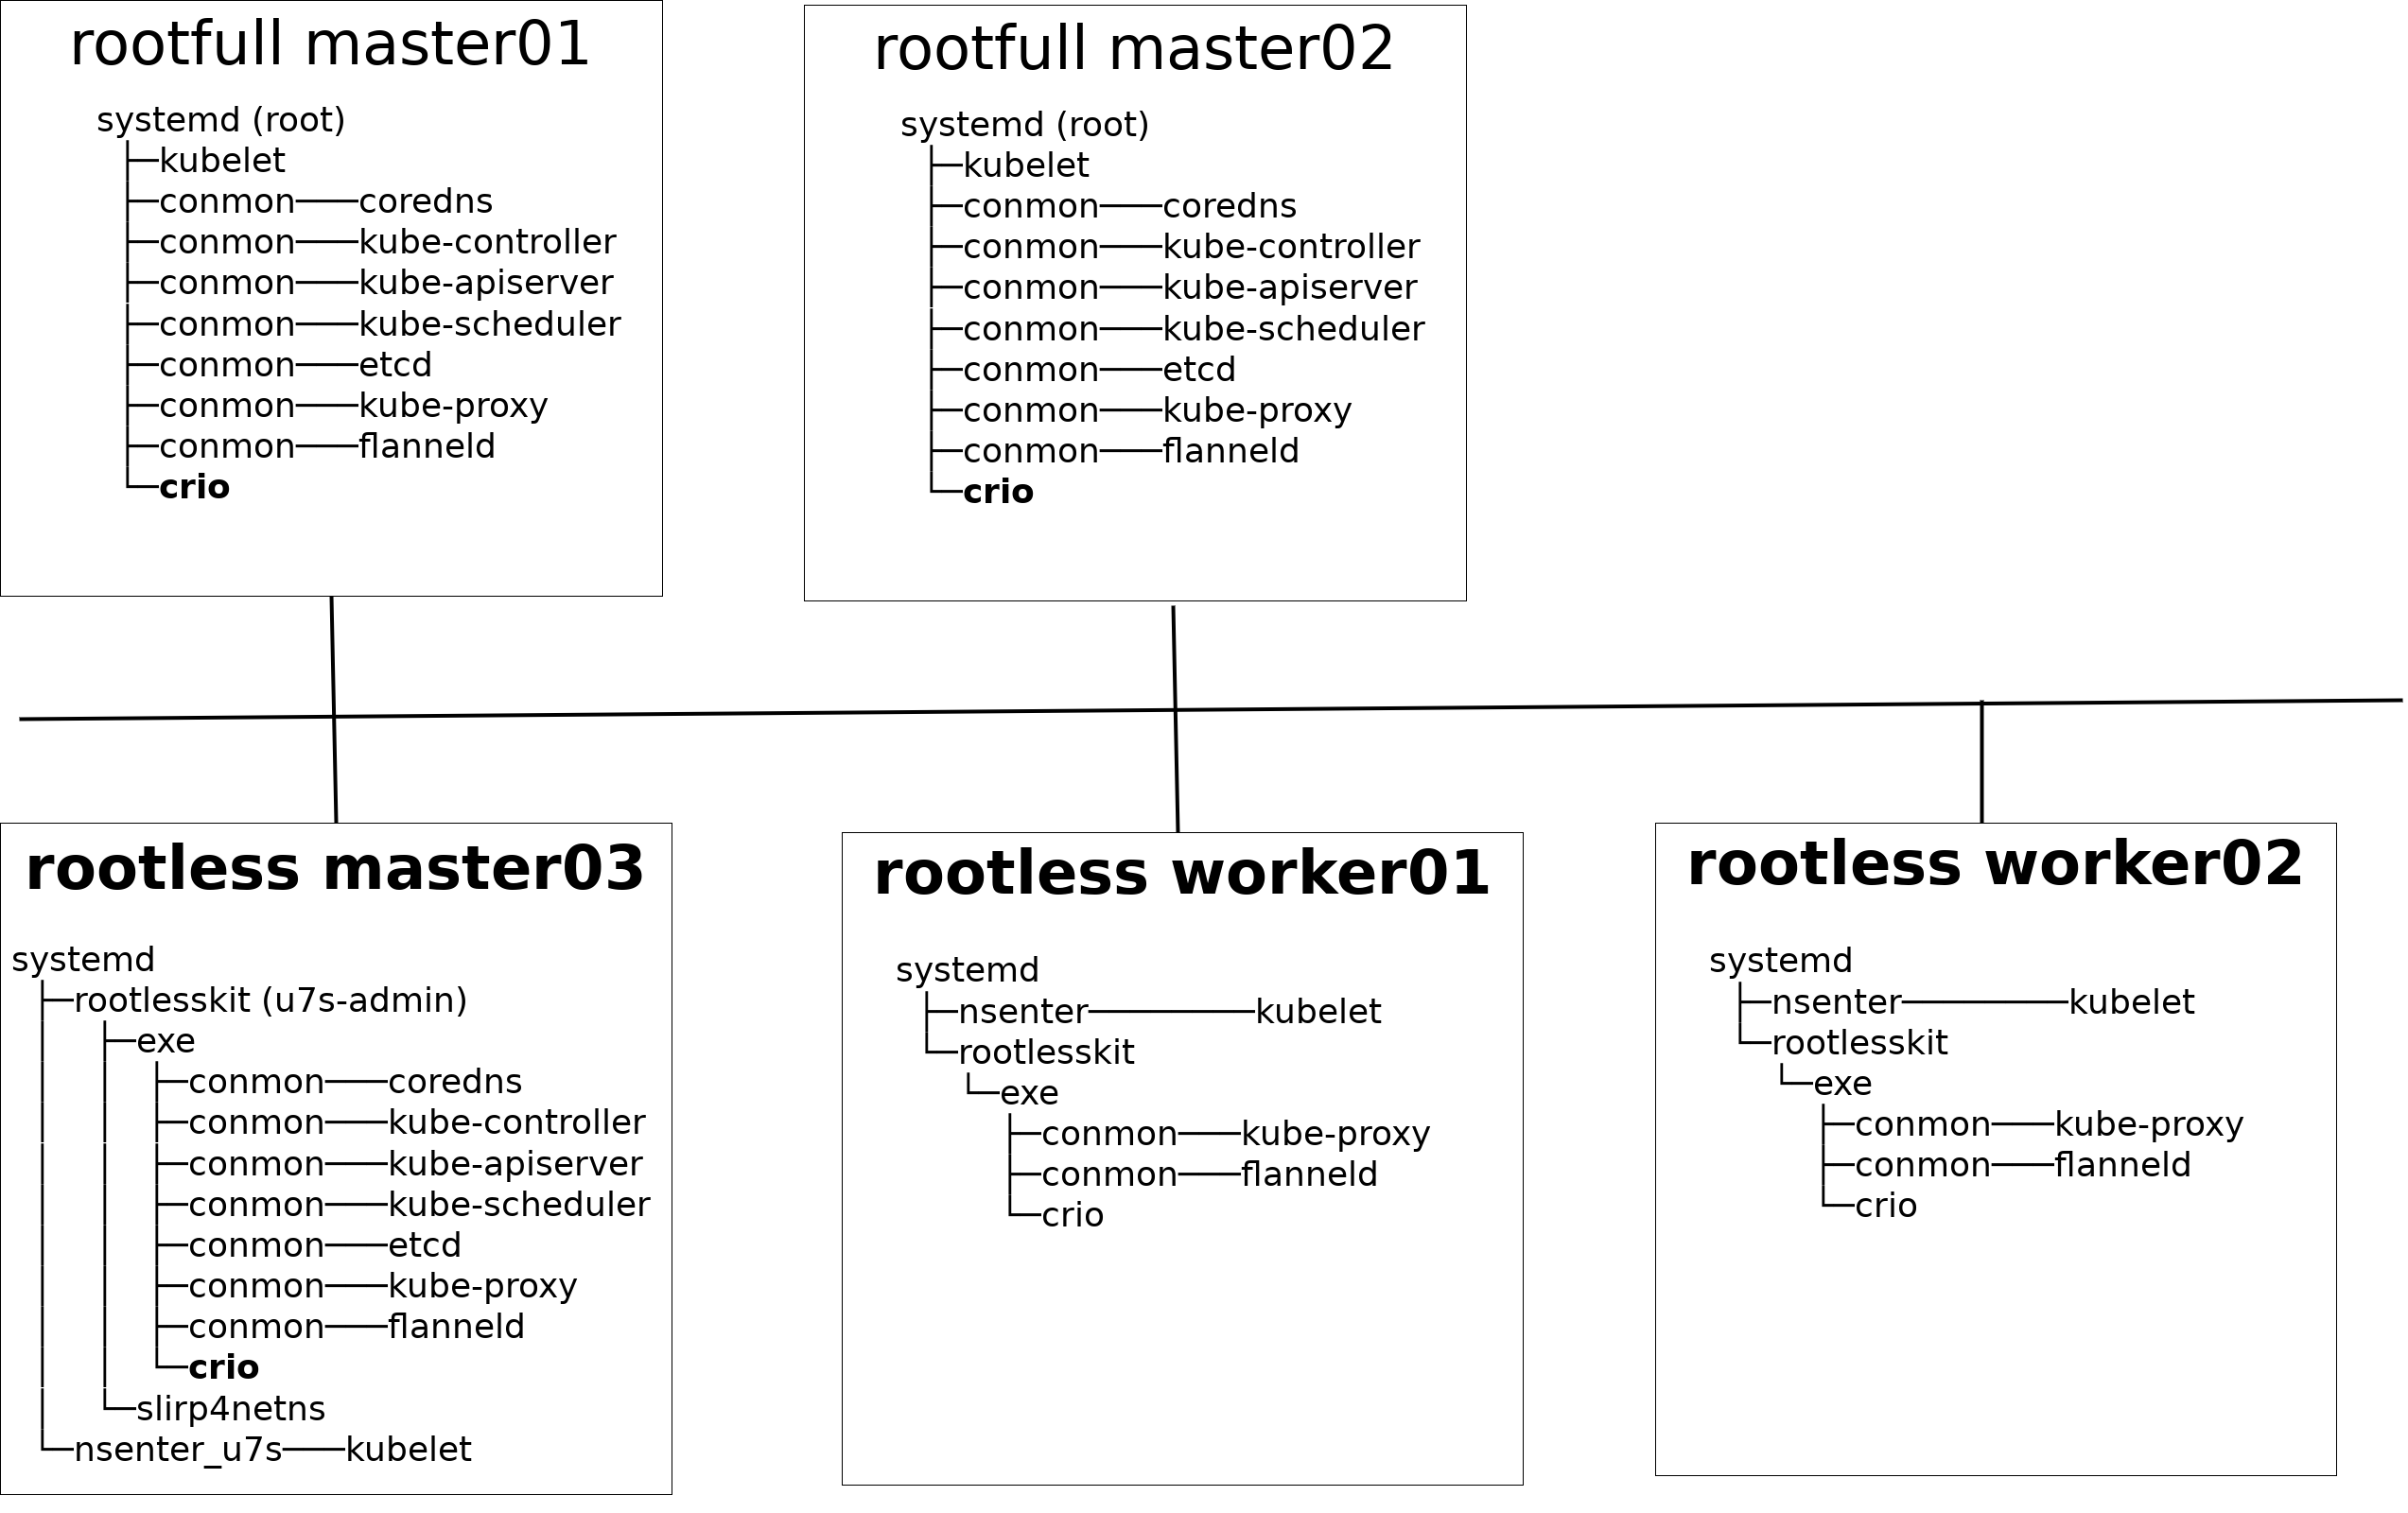 rootfull master01
systemd (root)
kubelet
conmon coredns
conmon kube-controller
conmon kube-apiserver
conmon kube-scheduler
conmon etcd
conmon kube-proxy
conmon flanneld
crio
rootfull master02
systemd (root)
kubelet
conmon coredns
conmon kube-controller
conmon kube-apiserver
conmon kube-scheduler
conmon etcd
conmon kube-proxy
conmon flanneld
crio
rootless master03
systemd
rootlesskit (u7s-admin)
exe
conmon coredns
conmon kube-controller
conmon kube-apiserver
conmon kube-scheduler
conmon etcd
conmon kube-proxy
conmon flanneld
crio
slirp4netns
nsenter_u7s kubelet
rootless worker01
systemd
nsenter kubelet
rootlesskit
exe
conmon kube-proxy
conmon flanneld
crio
rootless worker02
systemd
nsenter kubelet
rootlesskit
exe
conmon kube-proxy
conmon flanneld
crio